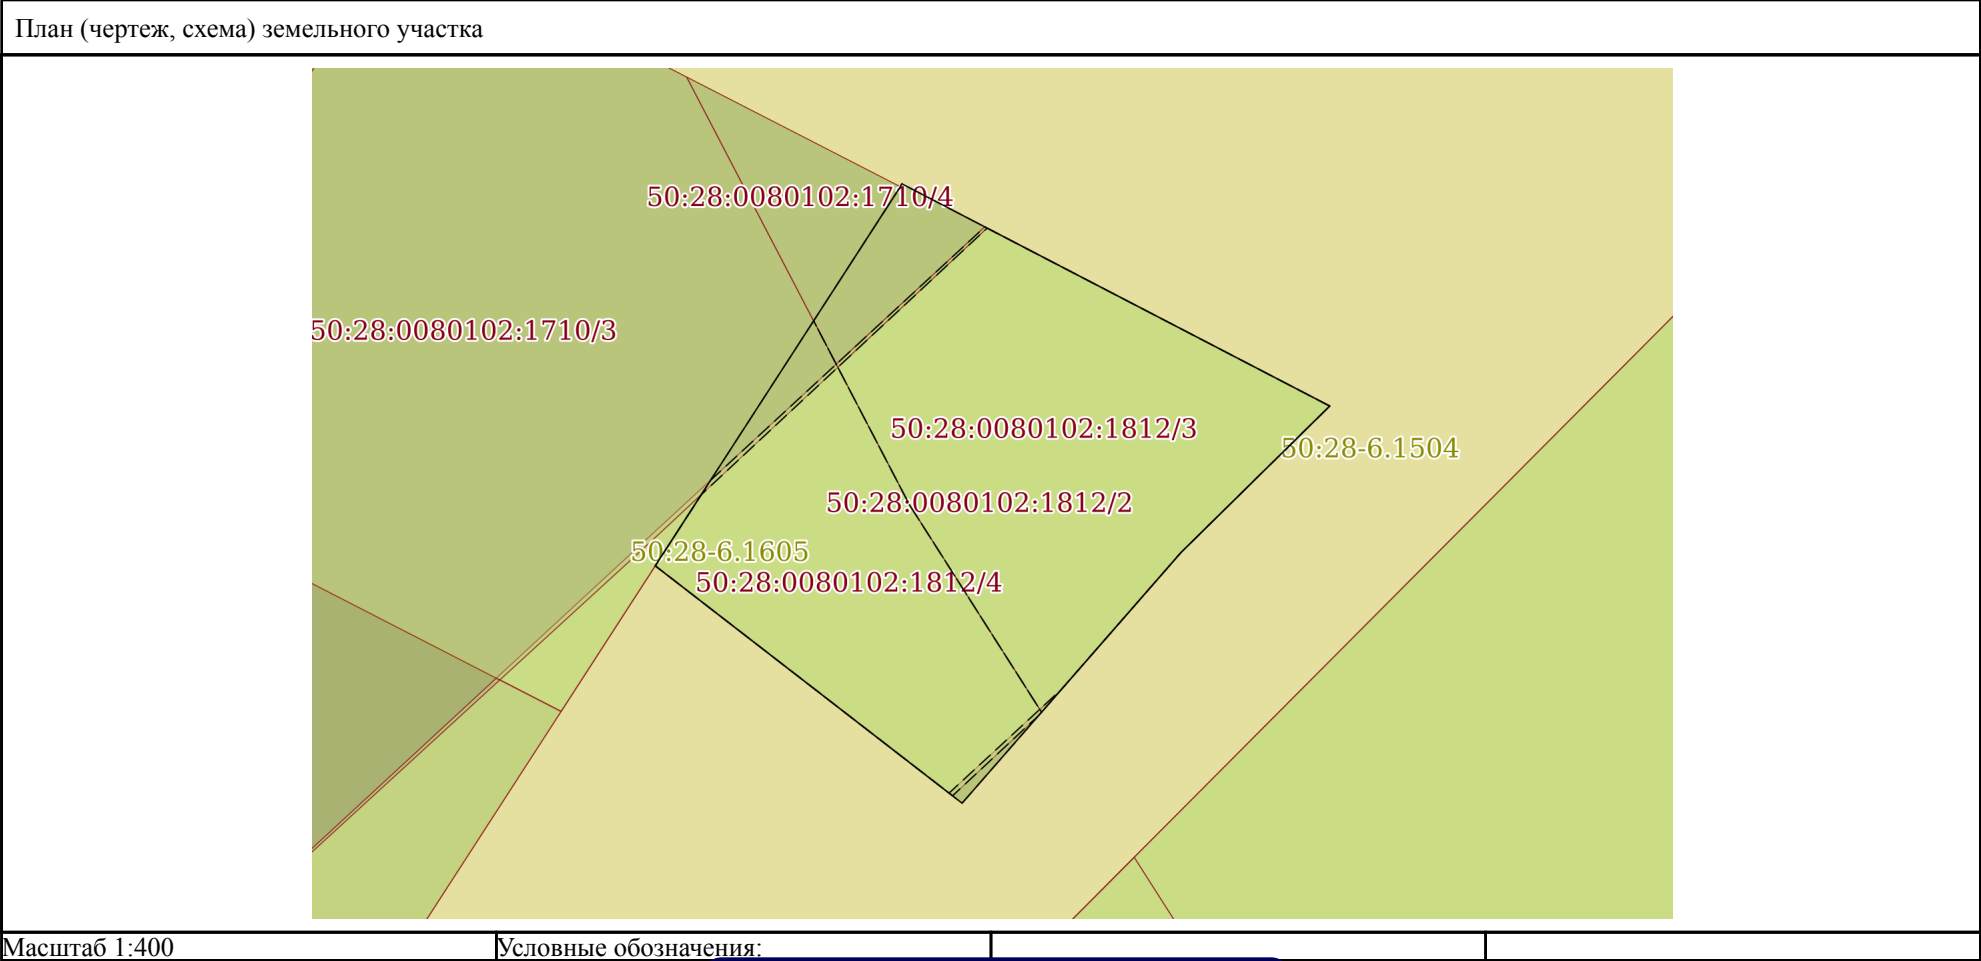 План (чертеж, схема) земельного участка
50:28:0080102:1710/4
50:28:0080102:1710/3
50:28:0080102:1812/3
50:28-6.1504
50:28:0080102:1812/2
50:28-6.1605
50:28:0080102:1812/4
Масштаб 1:400
Условные обозначения: